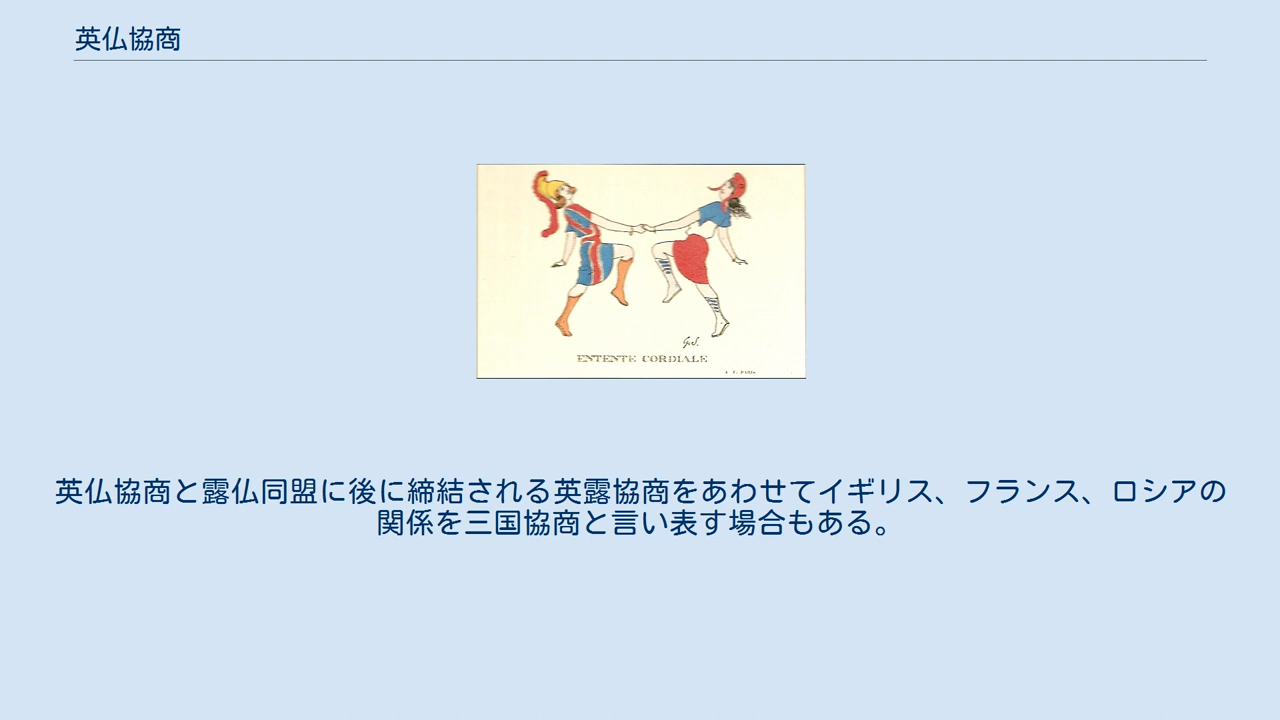 英仏協商
ENTENTE CORDIALE
英仏協商と露仏同盟に後に締結される英露協商をあわせてイギリス、フランス、ロシアの
関係を三国協商と言い表す場合もある。